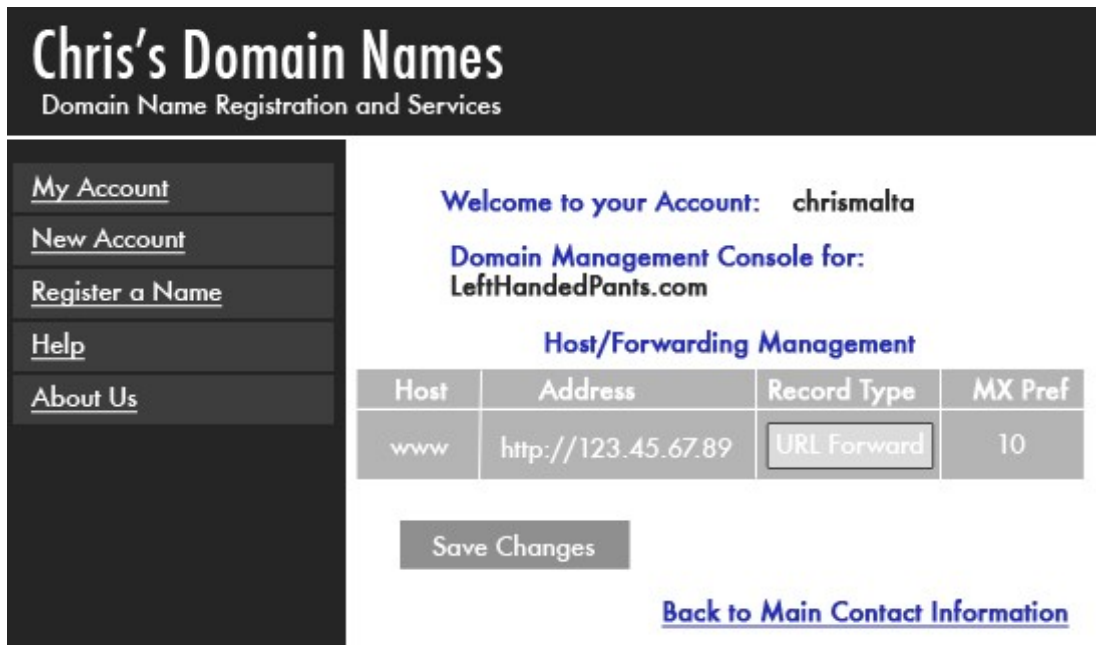 Chris's Domain Names
Domain Name Registration and Services
My Account
New Account
Register a Name
Help
About Us
Welcome to your Account: chrismalta
Domain Management Console for:
LeftHandedPants.com
Host/Forwarding Management
Host Address Record Type MX Pref
www http://123.45.67.89 URL Forward 10
Save Changes
Back to Main Contact Information